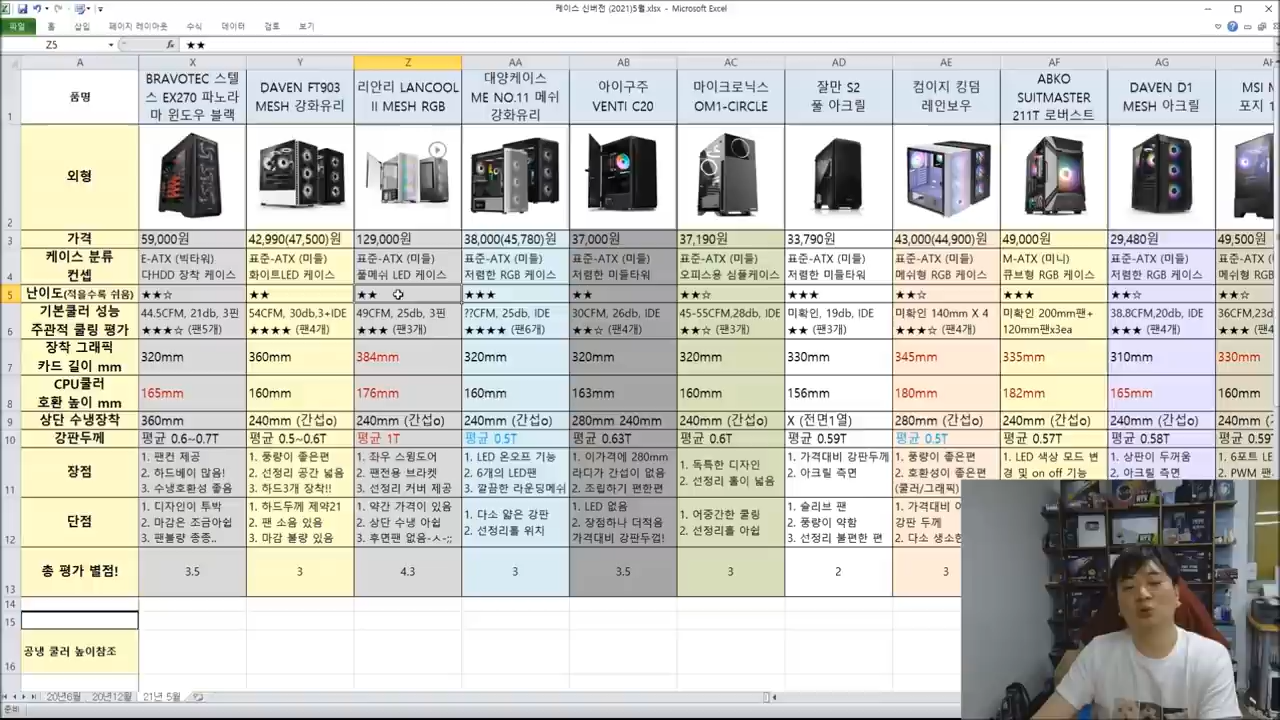 케이스 신버전 (2021)5월.xlsx - Microsoft Excel
파일 홈 삽입 페이지 레이아웃 수식 데이터 검토 보기
Z5 fx ★★
A X Y Z AA AB AC AD AE AF AG AH
1 품명
BRAVOTEC 스텔
스 EX270 파노라
마 윈도우 블랙
DAVEN FT903
MESH 강화유리
리안리 LANCOOL
II MESH RGB
대양케이스
ME NO.11 메쉬
강화유리
아이구주
VENTI C20
마이크로닉스
OM1-CIRCLE
잘만 S2
풀 아크릴
컴이지 킹덤
레인보우
ABKO
SUITMASTER
211T 로버스트
DAVEN D1
MESH 아크릴
MSI M
포지 1
2 외형
3 가격 59,000원 42,990(47,500)원 129,000원 38,000(45,780)원 37,000원 37,190원 33,790원 43,000(44,900)원 49,000원 29,480원 49,500원
4 케이스 분류 E-ATX (빅타워) 표준-ATX (미들) 표준-ATX (미들) 표준-ATX (미들) 표준-ATX (미들) 표준-ATX (미들) 표준-ATX (미들) 표준-ATX (미들) M-ATX (미니) 표준-ATX (미들) 표준-ATX (미
컨셉 다HDD 장착 케이스 화이트LED 케이스 풀메쉬 LED 케이스 저렴한 RGB 케이스 저렴한 미들타워 오피스용 심플케이스 저렴한 미들타워 메쉬형 RGB 케이스 큐브형 RGB 케이스 저렴한 RGB 케이스 메쉬형 RGB
5 난이도(적을수록 쉬움) ★★☆ ★★ ★★ ★★★ ★★ ★★☆ ★★★ ★★☆ ★★★ ★★☆ ★★☆
6 기본쿨러 성능 44.5CFM, 21db, 3핀 54CFM, 30db,3+IDE 49CFM, 25db, 3핀 ??CFM, 25db, IDE 30CFM, 26db, IDE 45-55CFM,28db, IDE 미확인, 19db, IDE 미확인 140mm X 4 미확인 200mm팬+ 38.8CFM,20db, IDE 36CFM,23d
주관적 쿨링 평가 ★★★☆ (팬5개) ★★★★ (팬4개) ★★★ (팬3개) ★★★★ (팬6개) ★★☆ (팬4개) ★★☆ (팬3개) ★★ (팬3개) ★★★☆ (팬4개) 120mm팬x3ea ★★★ (팬4개) ★★★ (팬4
7 장착 그래픽 320mm 360mm 384mm 320mm 320mm 320mm 330mm 345mm 335mm 310mm 330mm
카드 길이 mm
8 CPU쿨러 165mm 160mm 176mm 160mm 163mm 160mm 156mm 180mm 182mm 165mm 160mm
호환 높이 mm
9 상단 수냉장착 360mm 240mm (간섭o) 240mm (간섭o) 240mm (간섭o) 280mm 240mm 240mm (간섭o) X (전면1열) 280mm (간섭o) 240mm (간섭o) 240mm (간섭o) 240mm (간
10 강판두께 평균 0.6~0.7T 평균 0.5~0.6T 평균 1T 평균 0.5T 평균 0.63T 평균 0.6T 평균 0.59T 평균 0.5T 평균 0.57T 평균 0.58T 평균 0.59T
11 장점
1. 팬컨 제공
2. 하드베이 많음!
3. 수냉호환성 좋음
1. 풍량이 좋은편
2. 선정리 공간 넓음
3. 하드3개 장착!!
1. 좌우 스윙도어
2. 팬전용 브라켓
3. 선정리 커버 제공
1. LED 온오프 기능
2. 6개의 LED팬
3. 깔끔한 라운딩메쉬
1. 이가격에 280mm
라디가 간섭이 없음
2. 조립하기 편한편
1. 독특한 디자인
2. 선정리 홀이 넓음
1. 가격대비 강판두께
2. 아크릴 측면
1. 풍량이 좋은편
2. 호환성이 좋은편
(쿨러/그래픽)
1. LED 색상 모드 변
경 및 on off 기능
1. 상판이 두꺼움
2. 아크릴 측면
1. 6포트 LE
2. PWM 팬
12 단점
1. 디자인이 투박
2. 마감은 조금아쉽
3. 팬불량 종종..
1. 하드두께 제약21
2. 팬 소음 있음
3. 마감 불량 있음
1. 약간 가격이 있음
2. 상단 수냉 아쉽
3. 후면팬 없음-ㅅ-;;
1. 다소 얇은 강판
2. 선정리홀 위치
1. LED 없음
2. 장점하나 더적음
가격대비 강판두껍!
1. 어중간한 쿨링
2. 선정리홀 아쉽
1. 슬리브 팬
2. 풍량이 약함
3. 선정리 불편한 편
1. 가격대비
강판 두께
2. 다소 생소
13 총 평가 별점! 3.5 3 4.3 3 3.5 3 2 3
14
15
16 공냉 쿨러 높이참조
20년6월 20년12월 21년 5월
준비